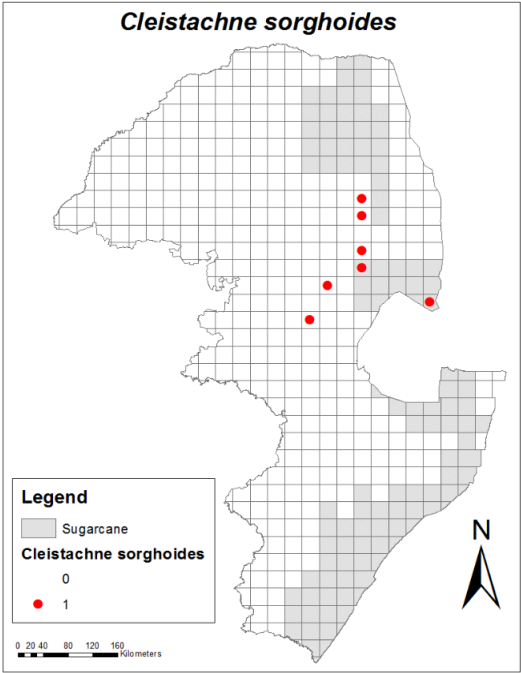 Cleistachne sorghoides
Legend
Sugarcane
Cleistachne sorghoides
0
1
N
0 20 40 80 120 160
Kilometers